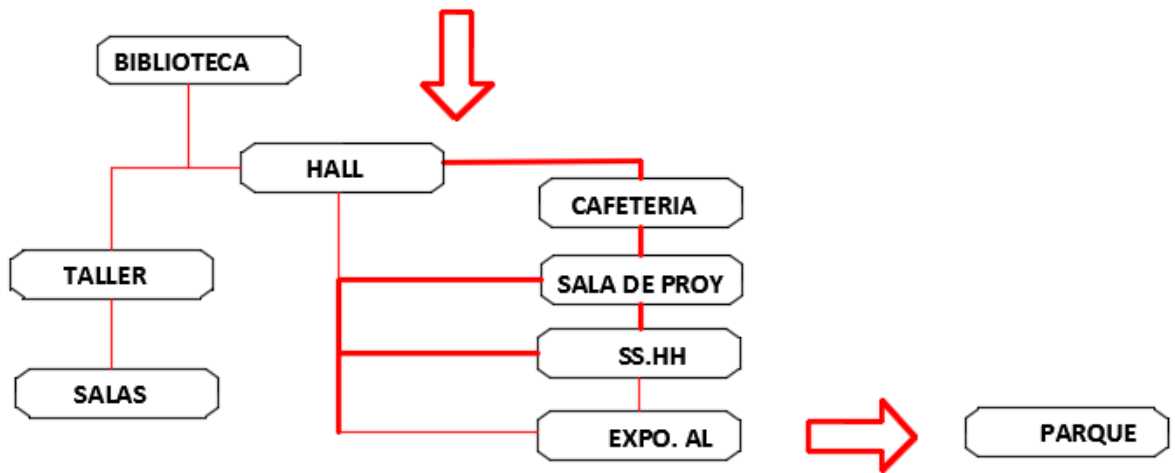 BIBLIOTECA
HALL
CAFETERIA
TALLER
SALA DE PROY
SS.HH
SALAS
EXPO. AL
PARQUE